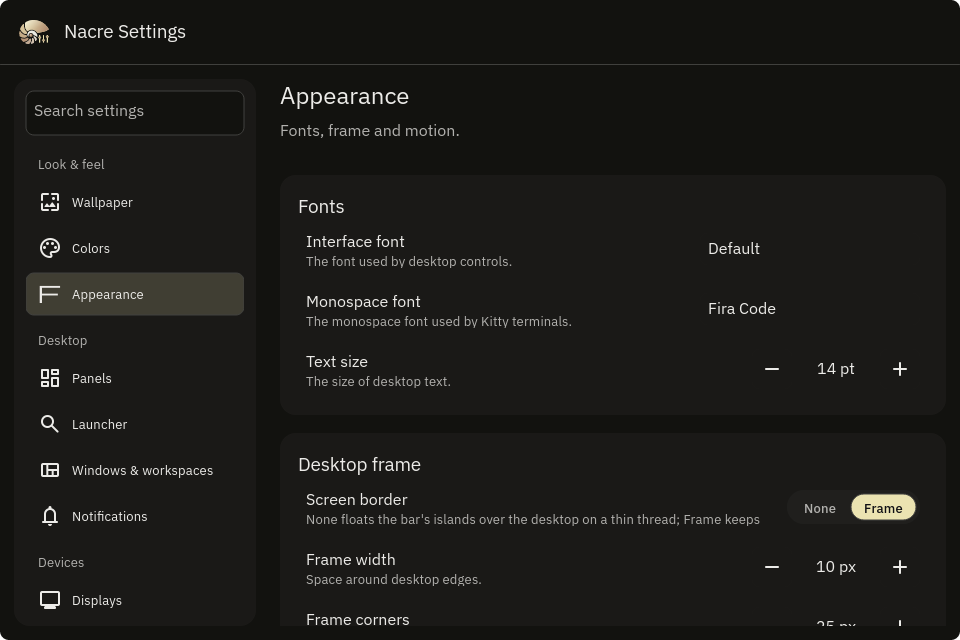 Nacre Settings
Search settings
Look & feel
Wallpaper
Colors
Appearance
Desktop
Panels
Launcher
Windows & workspaces
Notifications
Devices
Displays
Appearance
Fonts, frame and motion.
Fonts
Interface font
The font used by desktop controls.
Default
Monospace font
The monospace font used by Kitty terminals.
Fira Code
Text size
The size of desktop text.
− 14 pt +
Desktop frame
Screen border
None floats the bar's islands over the desktop on a thin thread; Frame keeps
None Frame
Frame width
Space around desktop edges.
− 10 px +
Frame corners
25 px